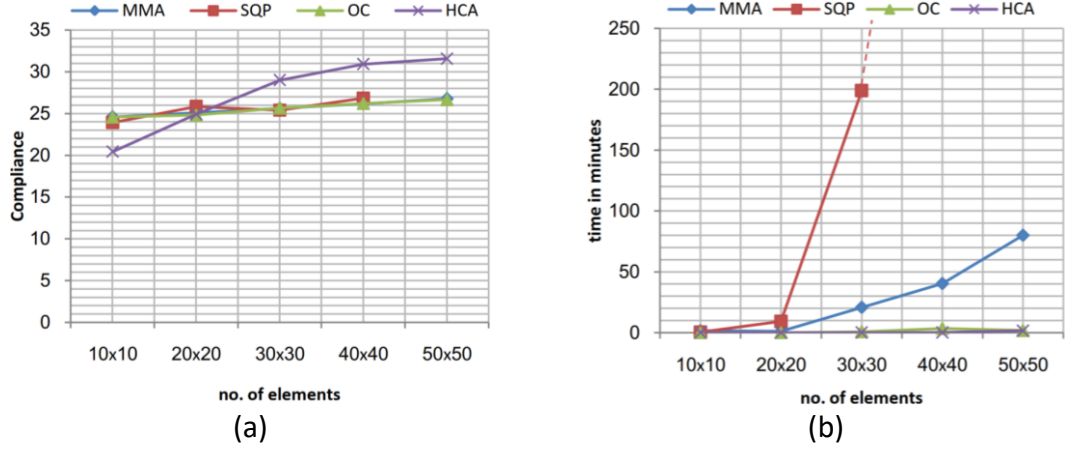 MMA SQP OC HCA
35
30
25
20
15
10
5
0
Compliance
10x10 20x20 30x30 40x40 50x50
no. of elements
(a)
MMA SQP OC HCA
250
200
150
100
50
0
time in minutes
10x10 20x20 30x30 40x40 50x50
no. of elements
(b)